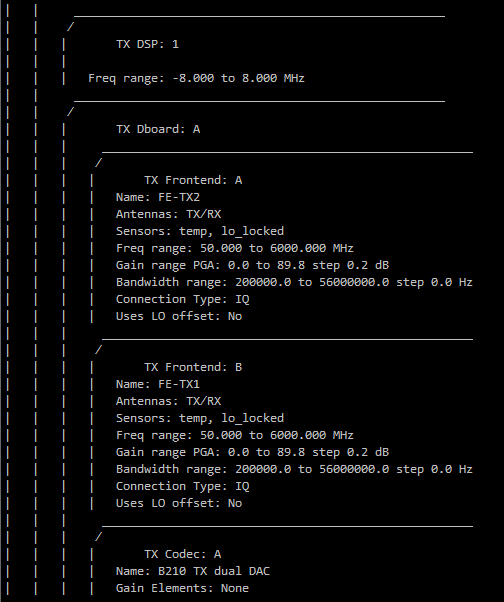 TX DSP: 1
Freq range: -8.000 to 8.000 MHz
TX Dboard: A
TX Frontend: A
Name: FE-TX2
Antennas: TX/RX
Sensors: temp, lo_locked
Freq range: 50.000 to 6000.000 MHz
Gain range PGA: 0.0 to 89.8 step 0.2 dB
Bandwidth range: 200000.0 to 56000000.0 step 0.0 Hz
Connection Type: IQ
Uses LO offset: No
TX Frontend: B
Name: FE-TX1
Antennas: TX/RX
Sensors: temp, lo_locked
Freq range: 50.000 to 6000.000 MHz
Gain range PGA: 0.0 to 89.8 step 0.2 dB
Bandwidth range: 200000.0 to 56000000.0 step 0.0 Hz
Connection Type: IQ
Uses LO offset: No
TX Codec: A
Name: B210 TX dual DAC
Gain Elements: None